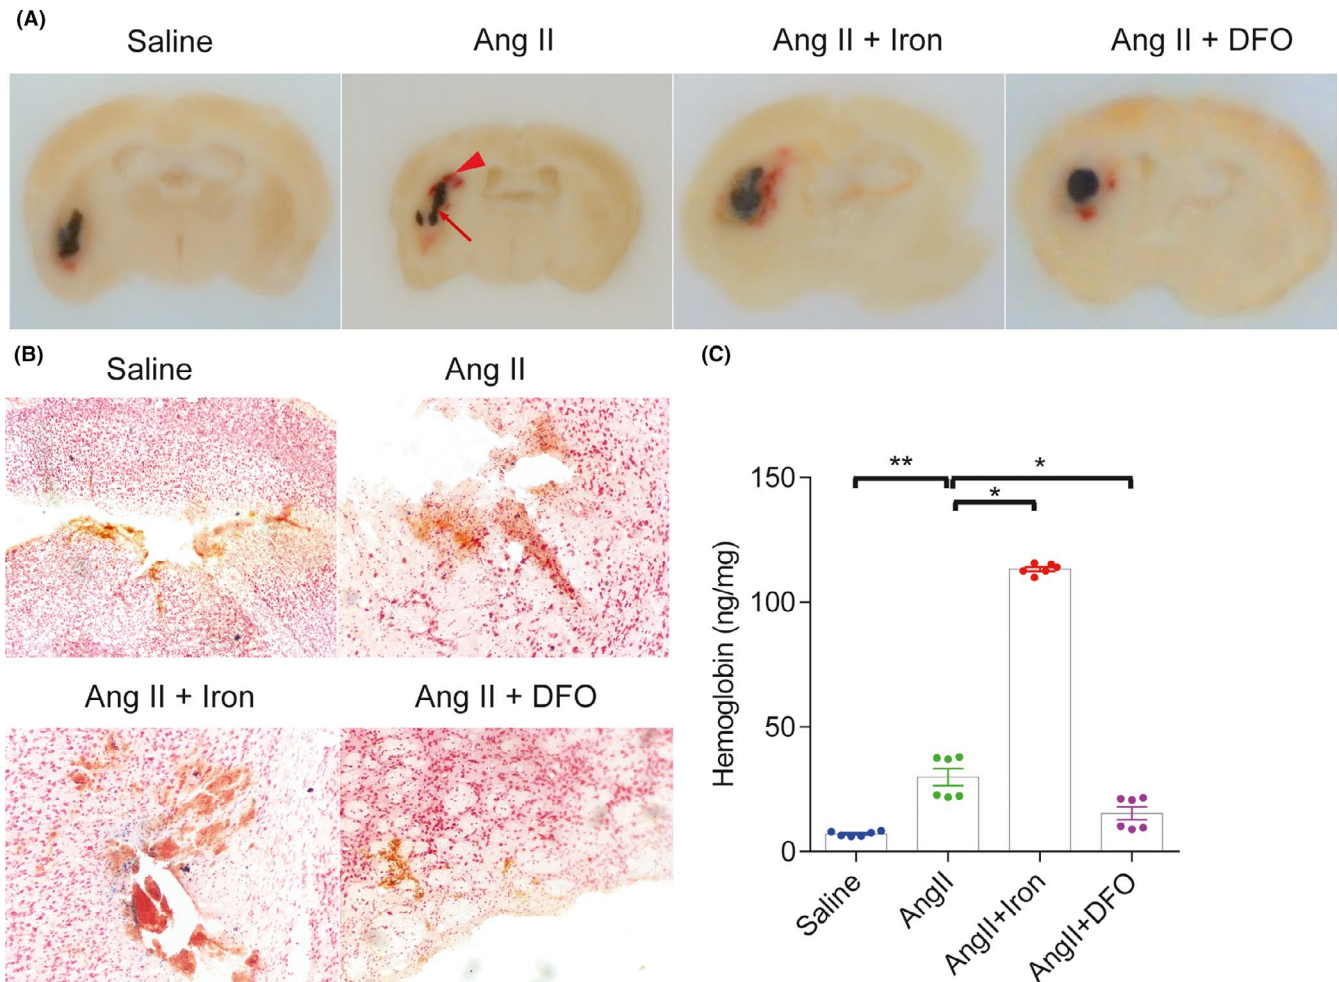 (A)
Saline Ang II Ang II + Iron Ang II + DFO
(B)
Saline Ang II
Ang II + Iron Ang II + DFO
(C)
Hemoglobin (ng/mg)
150
100
50
0
** * *
Saline AngII AngII+Iron AngII+DFO